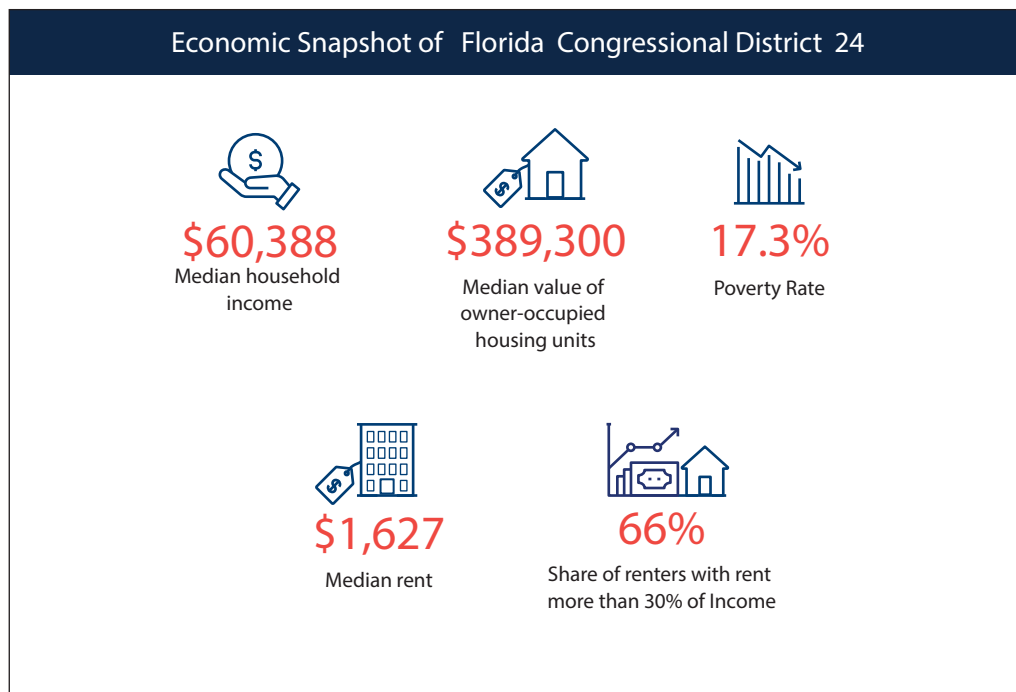 Economic Snapshot of Florida Congressional District 24
$
$
$60,388
Median household
income
$389,300
Median value of
owner-occupied
housing units
17.3%
Poverty Rate
$
$1,627
Median rent
66%
Share of renters with rent
more than 30% of Income